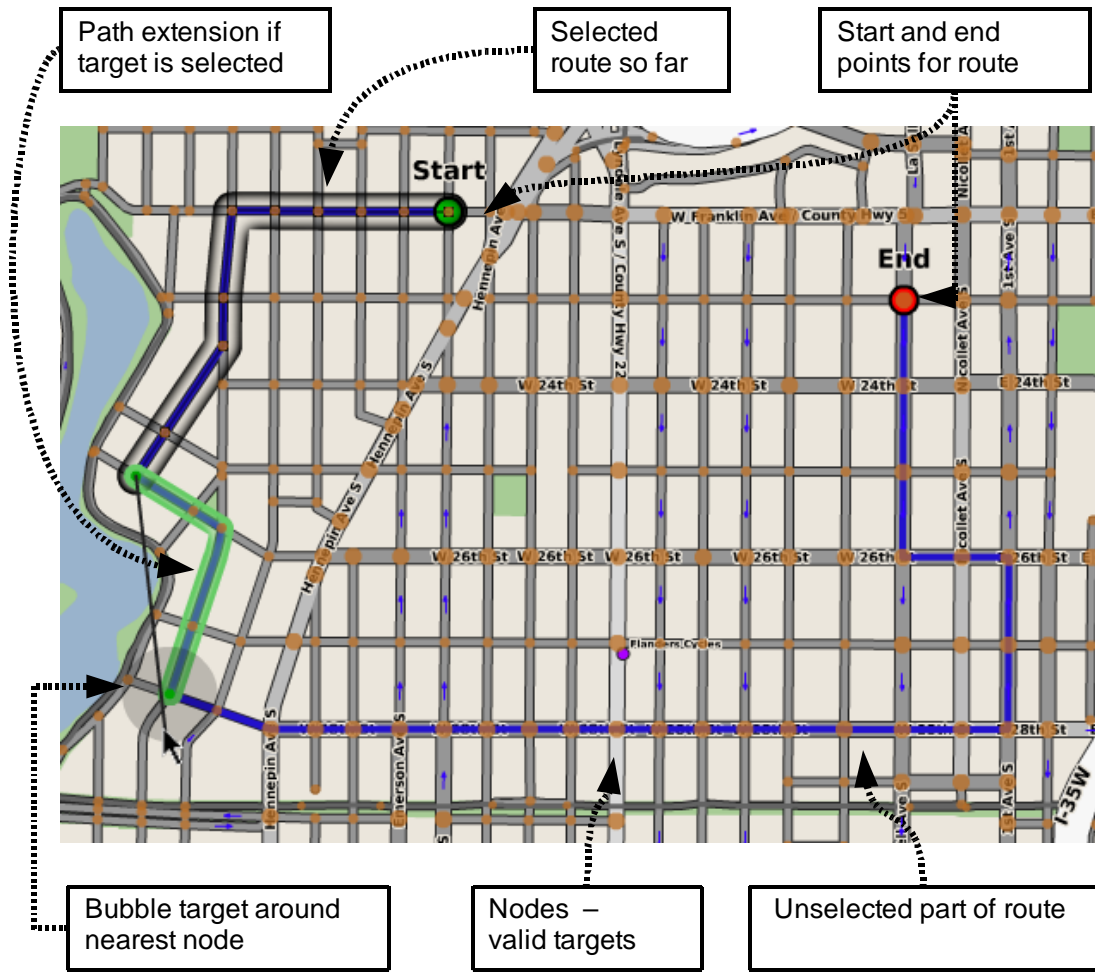 Path extension if
target is selected
Selected
route so far
Start and end
points for route
Start
W Franklin Ave / County Hwy 5
End
Hennepin Ave
Lyndale Ave S / County Hwy 22
Nicollet A
1st A
1st Ave S
Nicollet Ave S
W 24th St
W 24th St
W 24th St
E 24th St
Hennepin Ave S
Hennepin Ave S
Hennepin Ave S
collet Ave S
W 26th St
W 26th St
W 26th St
W 26th St
W 26th
E 26th St
E
Flanders Cycles
28th St
Hennepin Ave S
Emerson Ave S
1st Ave S
I-35W
Bubble target around
nearest node
Nodes –
valid targets
Unselected part of route